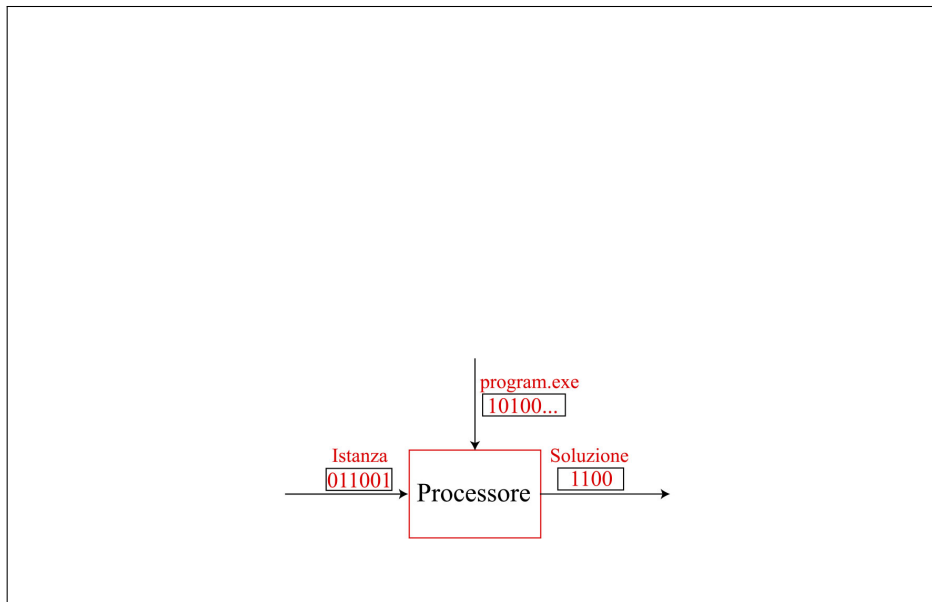 program.exe
10100...
Istanza
011001
Processore
Soluzione
1100